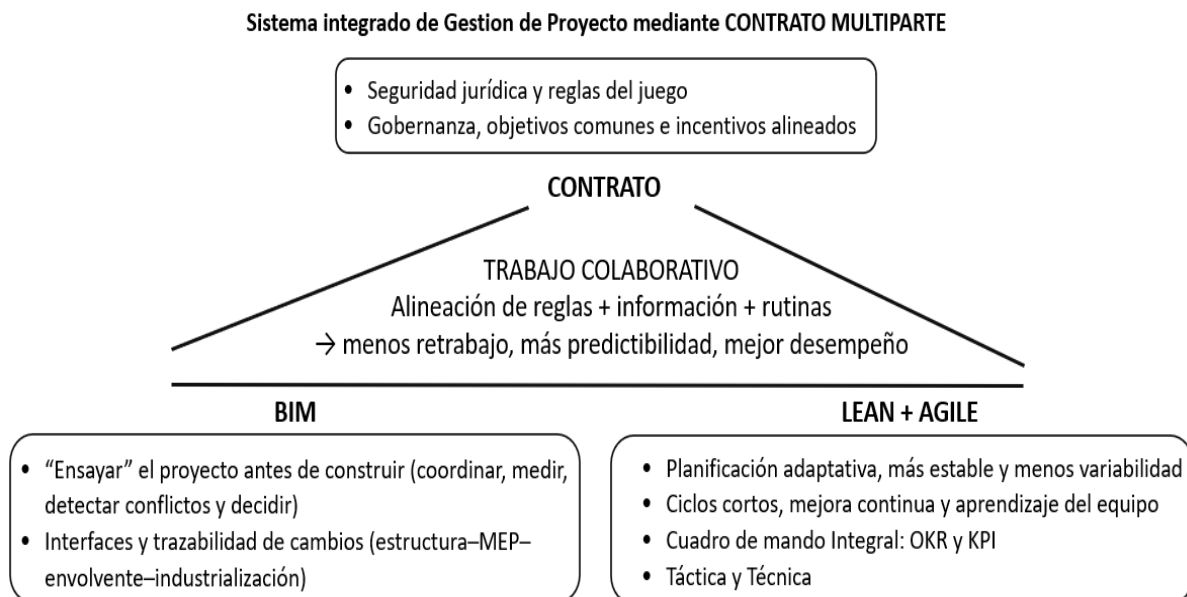 Sistema integrado de Gestion de Proyecto mediante CONTRATO MULTIPARTE
• Seguridad jurídica y reglas del juego
• Gobernanza, objetivos comunes e incentivos alineados
CONTRATO
TRABAJO COLABORATIVO
Alineación de reglas + información + rutinas
→ menos retrabajo, más predictibilidad, mejor desempeño
BIM
• “Ensayar” el proyecto antes de construir (coordinar, medir,
detectar conflictos y decidir)
• Interfaces y trazabilidad de cambios (estructura–MEP–
envolvente–industrialización)
LEAN + AGILE
• Planificación adaptativa, más estable y menos variabilidad
• Ciclos cortos, mejora continua y aprendizaje del equipo
• Cuadro de mando Integral: OKR y KPI
• Táctica y Técnica